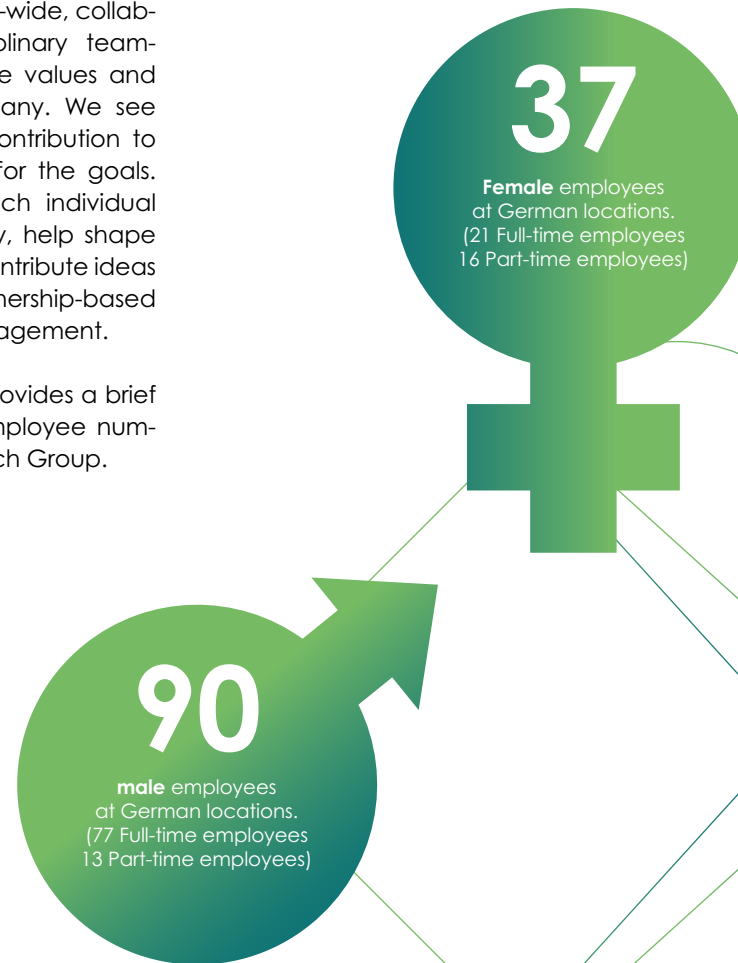 -wide, collab-
plinary team-
e values and
any. We see
ontribution to
for the goals.
ch individual
y, help shape
ntribute ideas
nership-based
agement.
ovides a brief
mployee num-
ch Group.
37
Female employees
at German locations.
(21 Full-time employees
16 Part-time employees)
90
male employees
at German locations.
(77 Full-time employees
13 Part-time employees)